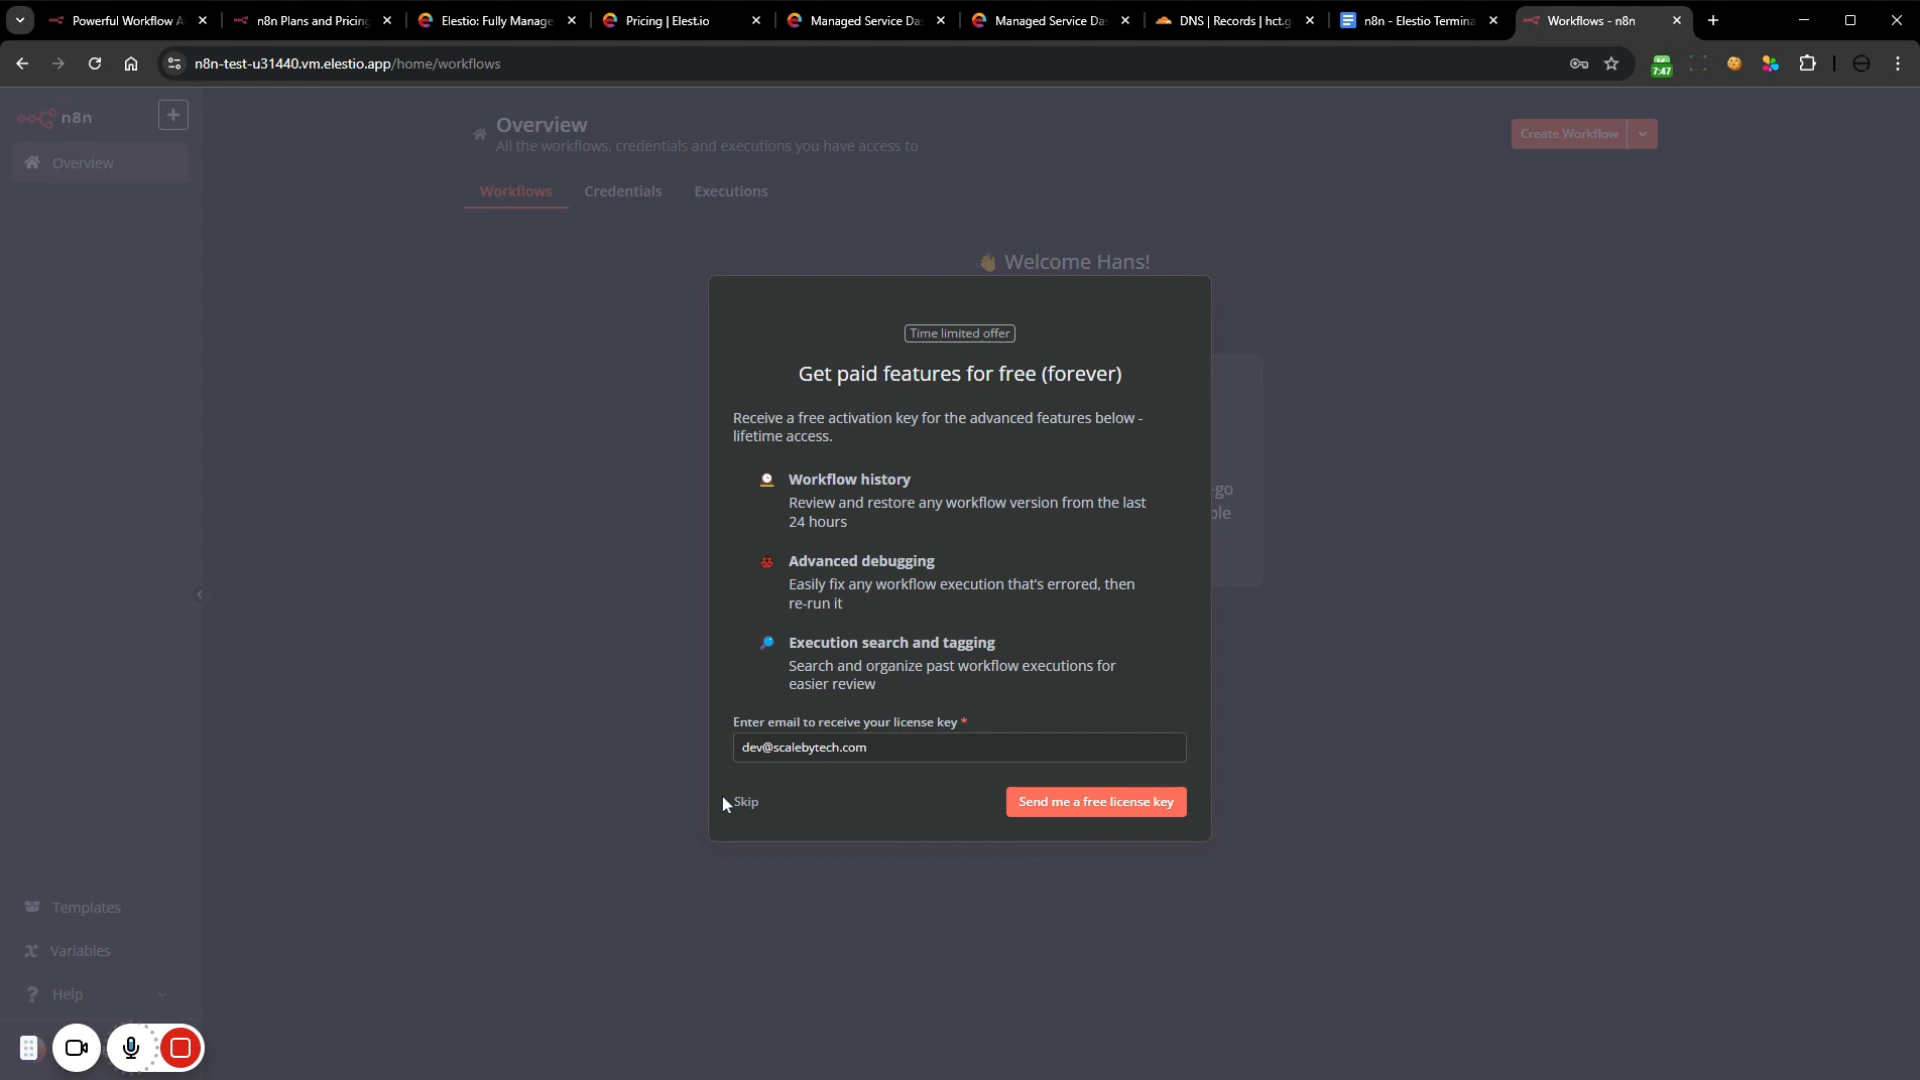 Powerful Workflow A
n8n Plans and Pricing
Elestio: Fully Manage
Pricing | Elest.io
Managed Service Da
Managed Service Da
DNS | Records | hct.g
n8n - Elestio Termina
Workflows - n8n
n8n-test-u31440.vm.elestio.app/home/workflows
7:47
n8n
Overview
Overview
All the workflows, credentials and executions you have access to
Create Workflow
Workflows
Credentials
Executions
👋 Welcome Hans!
Time limited offer
Get paid features for free (forever)
Receive a free activation key for the advanced features below -
lifetime access.
Workflow history
Review and restore any workflow version from the last
24 hours
Advanced debugging
Easily fix any workflow execution that's errored, then
re-run it
Execution search and tagging
Search and organize past workflow executions for
easier review
Enter email to receive your license key *
dev@scalebytech.com
Skip
Send me a free license key
-go
ble
Templates
Variables
Help